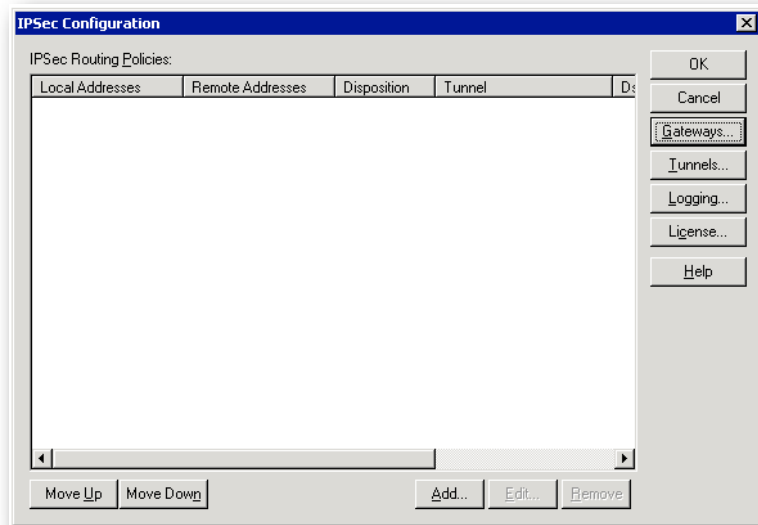 IPSec Configuration
IPSec Routing Policies:
Local Addresses Remote Addresses Disposition Tunnel
OK
Cancel
Gateways...
Tunnels...
Logging...
License...
Help
Move Up Move Down Add... Edit... Remove